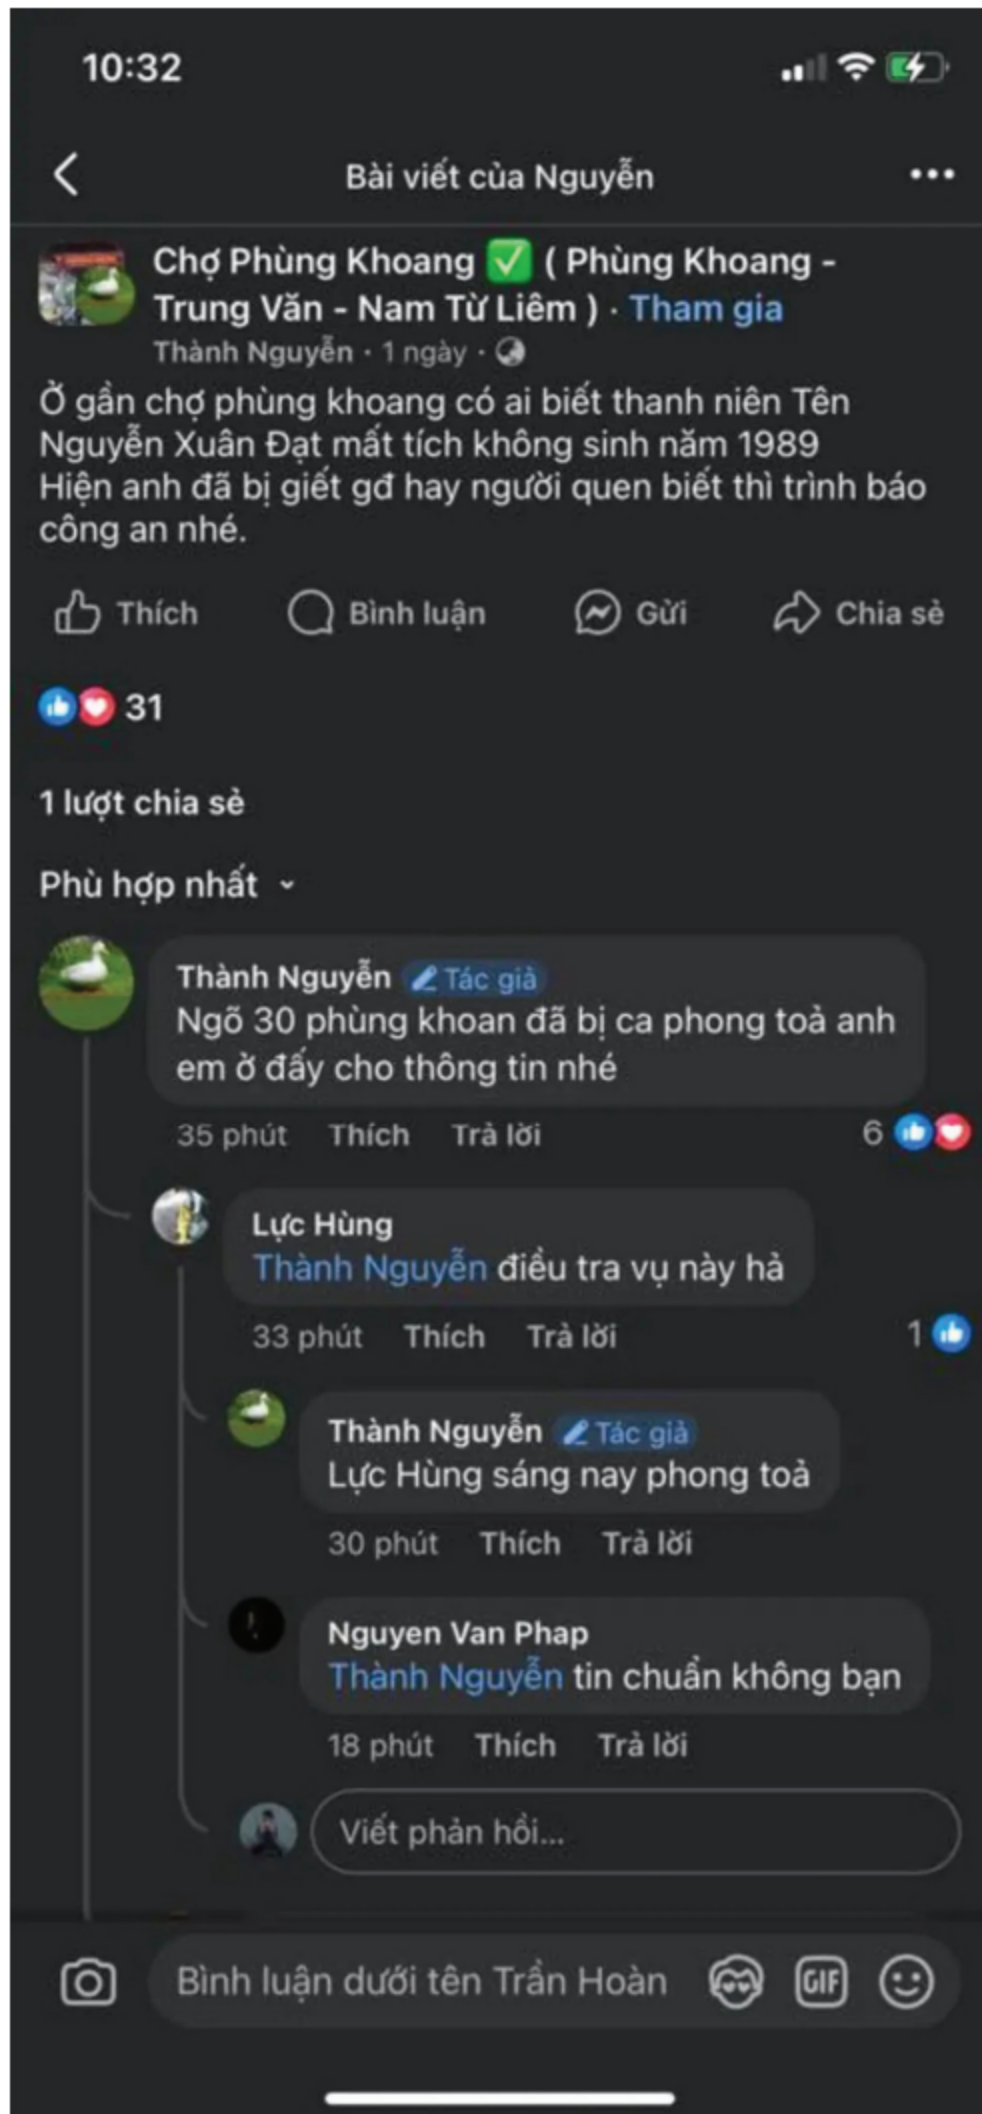 10:32
Bài viết của Nguyễn
Chợ Phùng Khoang ✅ ( Phùng Khoang -
Trung Văn - Nam Từ Liêm ) · Tham gia
Thành Nguyễn · 1 ngày ·
Ở gần chợ phùng khoang có ai biết thanh niên Tên
Nguyễn Xuân Đạt mất tích không sinh năm 1989
Hiện anh đã bị giết gđ hay người quen biết thì trình báo
công an nhé.
Thích Bình luận Gửi Chia sẻ
31
1 lượt chia sẻ
Phù hợp nhất
Thành Nguyễn Tác giả
Ngõ 30 phùng khoan đã bị ca phong toả anh
em ở đấy cho thông tin nhé
35 phút Thích Trả lời 6
Lực Hùng
Thành Nguyễn điều tra vụ này hả
33 phút Thích Trả lời 1
Thành Nguyễn Tác giả
Lực Hùng sáng nay phong toả
30 phút Thích Trả lời
Nguyen Van Phap
Thành Nguyễn tin chuẩn không bạn
18 phút Thích Trả lời
Viết phản hồi...
Bình luận dưới tên Trần Hoàn GIF